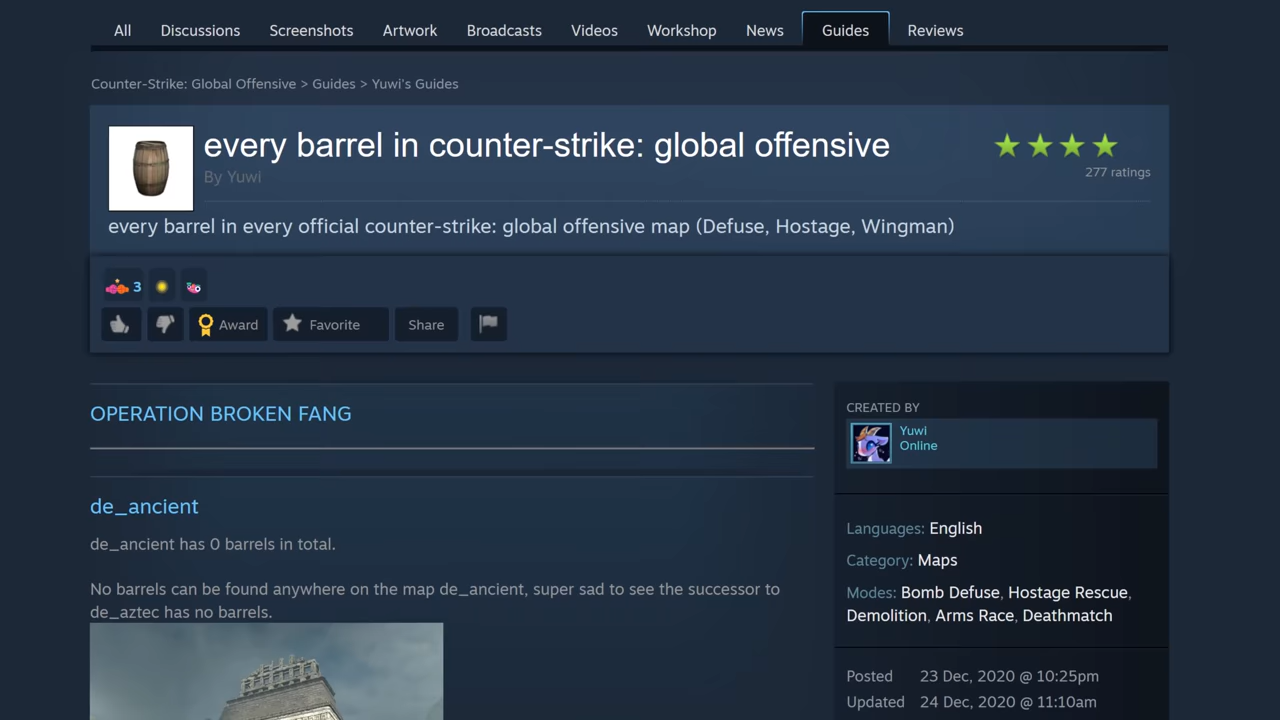 All Discussions Screenshots Artwork Broadcasts Videos Workshop News Guides Reviews
Counter-Strike: Global Offensive > Guides > Yuwi's Guides
every barrel in counter-strike: global offensive
By Yuwi
277 ratings
every barrel in every official counter-strike: global offensive map (Defuse, Hostage, Wingman)
3
Award Favorite Share
OPERATION BROKEN FANG
de_ancient
de_ancient has 0 barrels in total.
No barrels can be found anywhere on the map de_ancient, super sad to see the successor to
de_aztec has no barrels.
CREATED BY
Yuwi
Online
Languages: English
Category: Maps
Modes: Bomb Defuse, Hostage Rescue,
Demolition, Arms Race, Deathmatch
Posted 23 Dec, 2020 @ 10:25pm
Updated 24 Dec, 2020 @ 11:10am